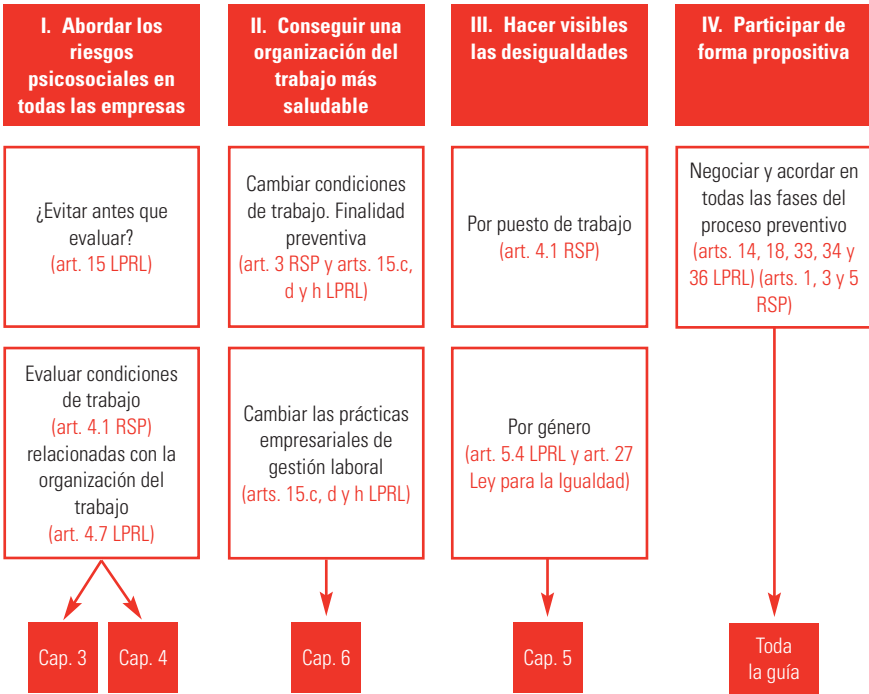 I. Abordar los
riesgos
psicosociales en
todas las empresas
¿Evitar antes que
evaluar?
(art. 15 LPRL)
Evaluar condiciones
de trabajo
(art. 4.1 RSP)
relacionadas con la
organización del
trabajo
(art. 4.7 LPRL)
Cap. 3
Cap. 4
II. Conseguir una
organización del
trabajo más
saludable
Cambiar condiciones
de trabajo. Finalidad
preventiva
(art. 3 RSP y arts. 15.c,
d y h LPRL)
Cambiar las prácticas
empresariales de
gestión laboral
(arts. 15.c, d y h LPRL)
Cap. 6
III. Hacer visibles
las desigualdades
Por puesto de trabajo
(art. 4.1 RSP)
Por género
(art. 5.4 LPRL y art. 27
Ley para la Igualdad)
Cap. 5
IV. Participar de
forma propositiva
Negociar y acordar en
todas las fases del
proceso preventivo
(arts. 14, 18, 33, 34 y
36 LPRL) (arts. 1, 3 y 5
RSP)
Toda
la guía